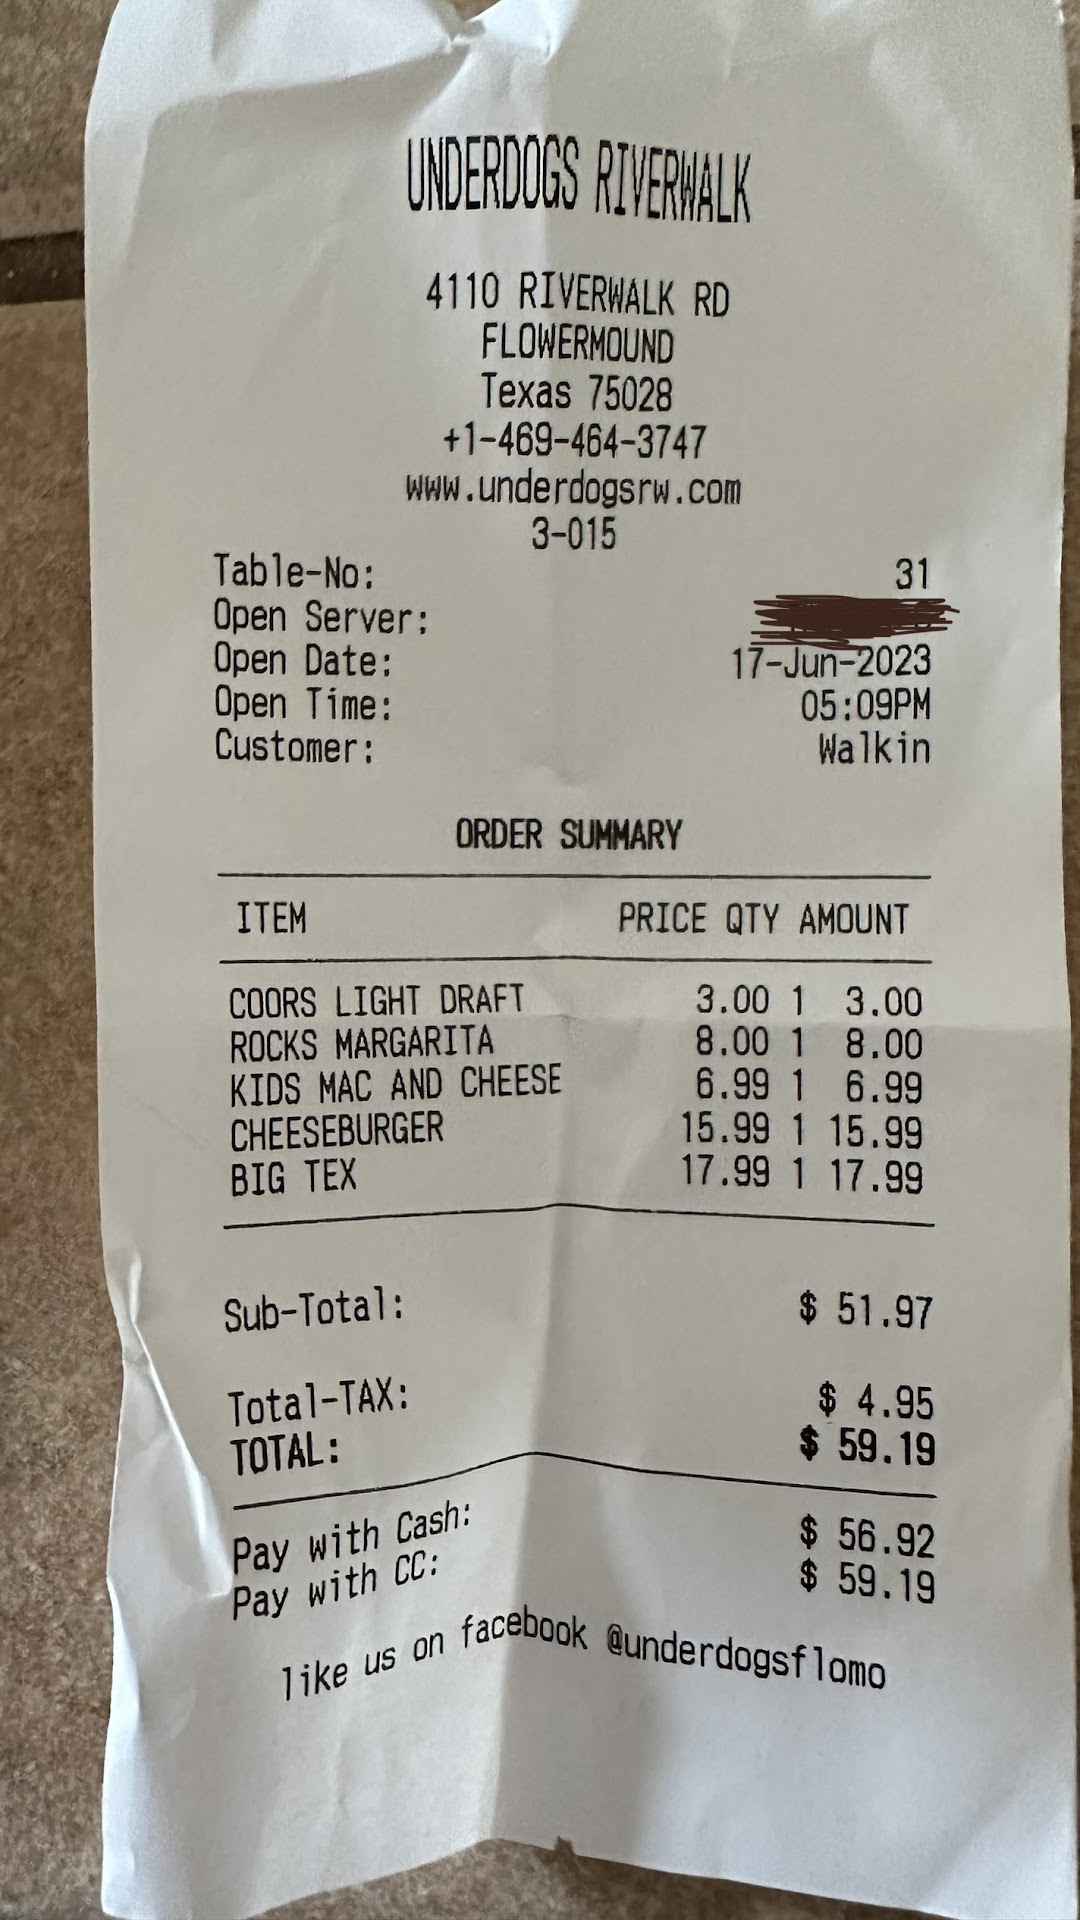 UNDERDOGS RIVERWALK
4110 RIVERWALK RD
FLOWERMOUND
Texas 75028
+1-469-464-3747
www.underdogsrw.com
3-015
Table-No: 31
Open Server:
Open Date: 17-Jun-2023
Open Time: 05:09PM
Customer: Walkin
ORDER SUMMARY
ITEM PRICE QTY AMOUNT
COORS LIGHT DRAFT 3.00 1 3.00
ROCKS MARGARITA 8.00 1 8.00
KIDS MAC AND CHEESE 6.99 1 6.99
CHEESEBURGER 15.99 1 15.99
BIG TEX 17.99 1 17.99
Sub-Total: $ 51.97
Total-TAX: $ 4.95
TOTAL: $ 59.19
Pay with Cash: $ 56.92
Pay with CC: $ 59.19
like us on facebook @underdogsflomo